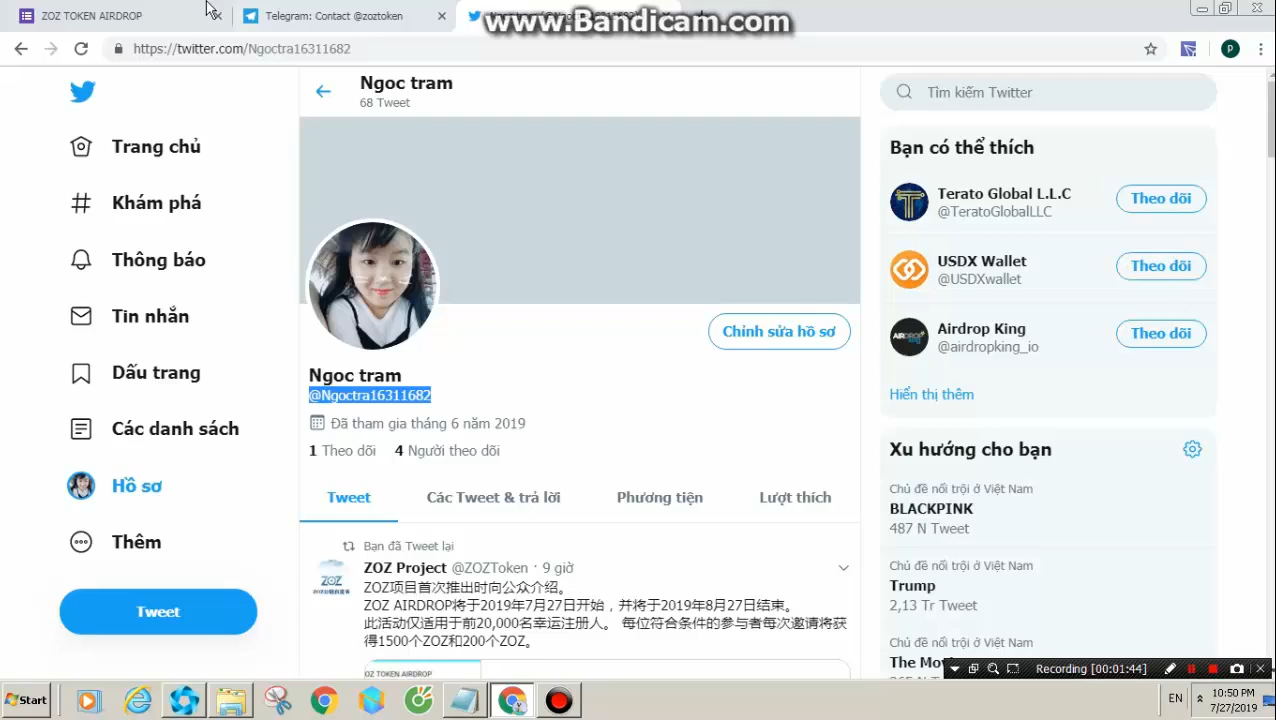 ZOZ TOKEN AIRDROP
Telegram: Contact @zoztoken
www.Bandicam.com
https://twitter.com/Ngoctra16311682
P
Ngoc tram
68 Tweet
Tìm kiếm Twitter
Trang chủ
Khám phá
Thông báo
Tin nhắn
Dấu trang
Các danh sách
Hồ sơ
Thêm
Tweet
Chỉnh sửa hồ sơ
Ngoc tram
@Ngoctra16311682
Đã tham gia tháng 6 năm 2019
1 Theo dõi 4 Người theo dõi
Tweet Các Tweet & trả lời Phương tiện Lượt thích
Bạn đã Tweet lại
ZOZ Project @ZOZToken · 9 giờ
ZOZ项目首次推出时向公众介绍。
ZOZ AIRDROP将于2019年7月27日开始，并将于2019年8月27日结束。
此活动仅适用于前20,000名幸运注册人。 每位符合条件的参与者每次邀请将获
得1500个ZOZ和200个ZOZ。
OZ TOKEN AIRDROP
Bạn có thể thích
Terato Global L.L.C
@TeratoGlobalLLC
Theo dõi
USDX Wallet
@USDXwallet
Theo dõi
Airdrop King
@airdropking_io
Theo dõi
Hiển thị thêm
Xu hướng cho bạn
Chủ đề nổi trội ở Việt Nam
BLACKPINK
487 N Tweet
Chủ đề nổi trội ở Việt Nam
Trump
2,13 Tr Tweet
Chủ đề nổi trội ở Việt Nam
The
Recording [00:01:44]
Start
EN
10:50 PM
7/27/2019